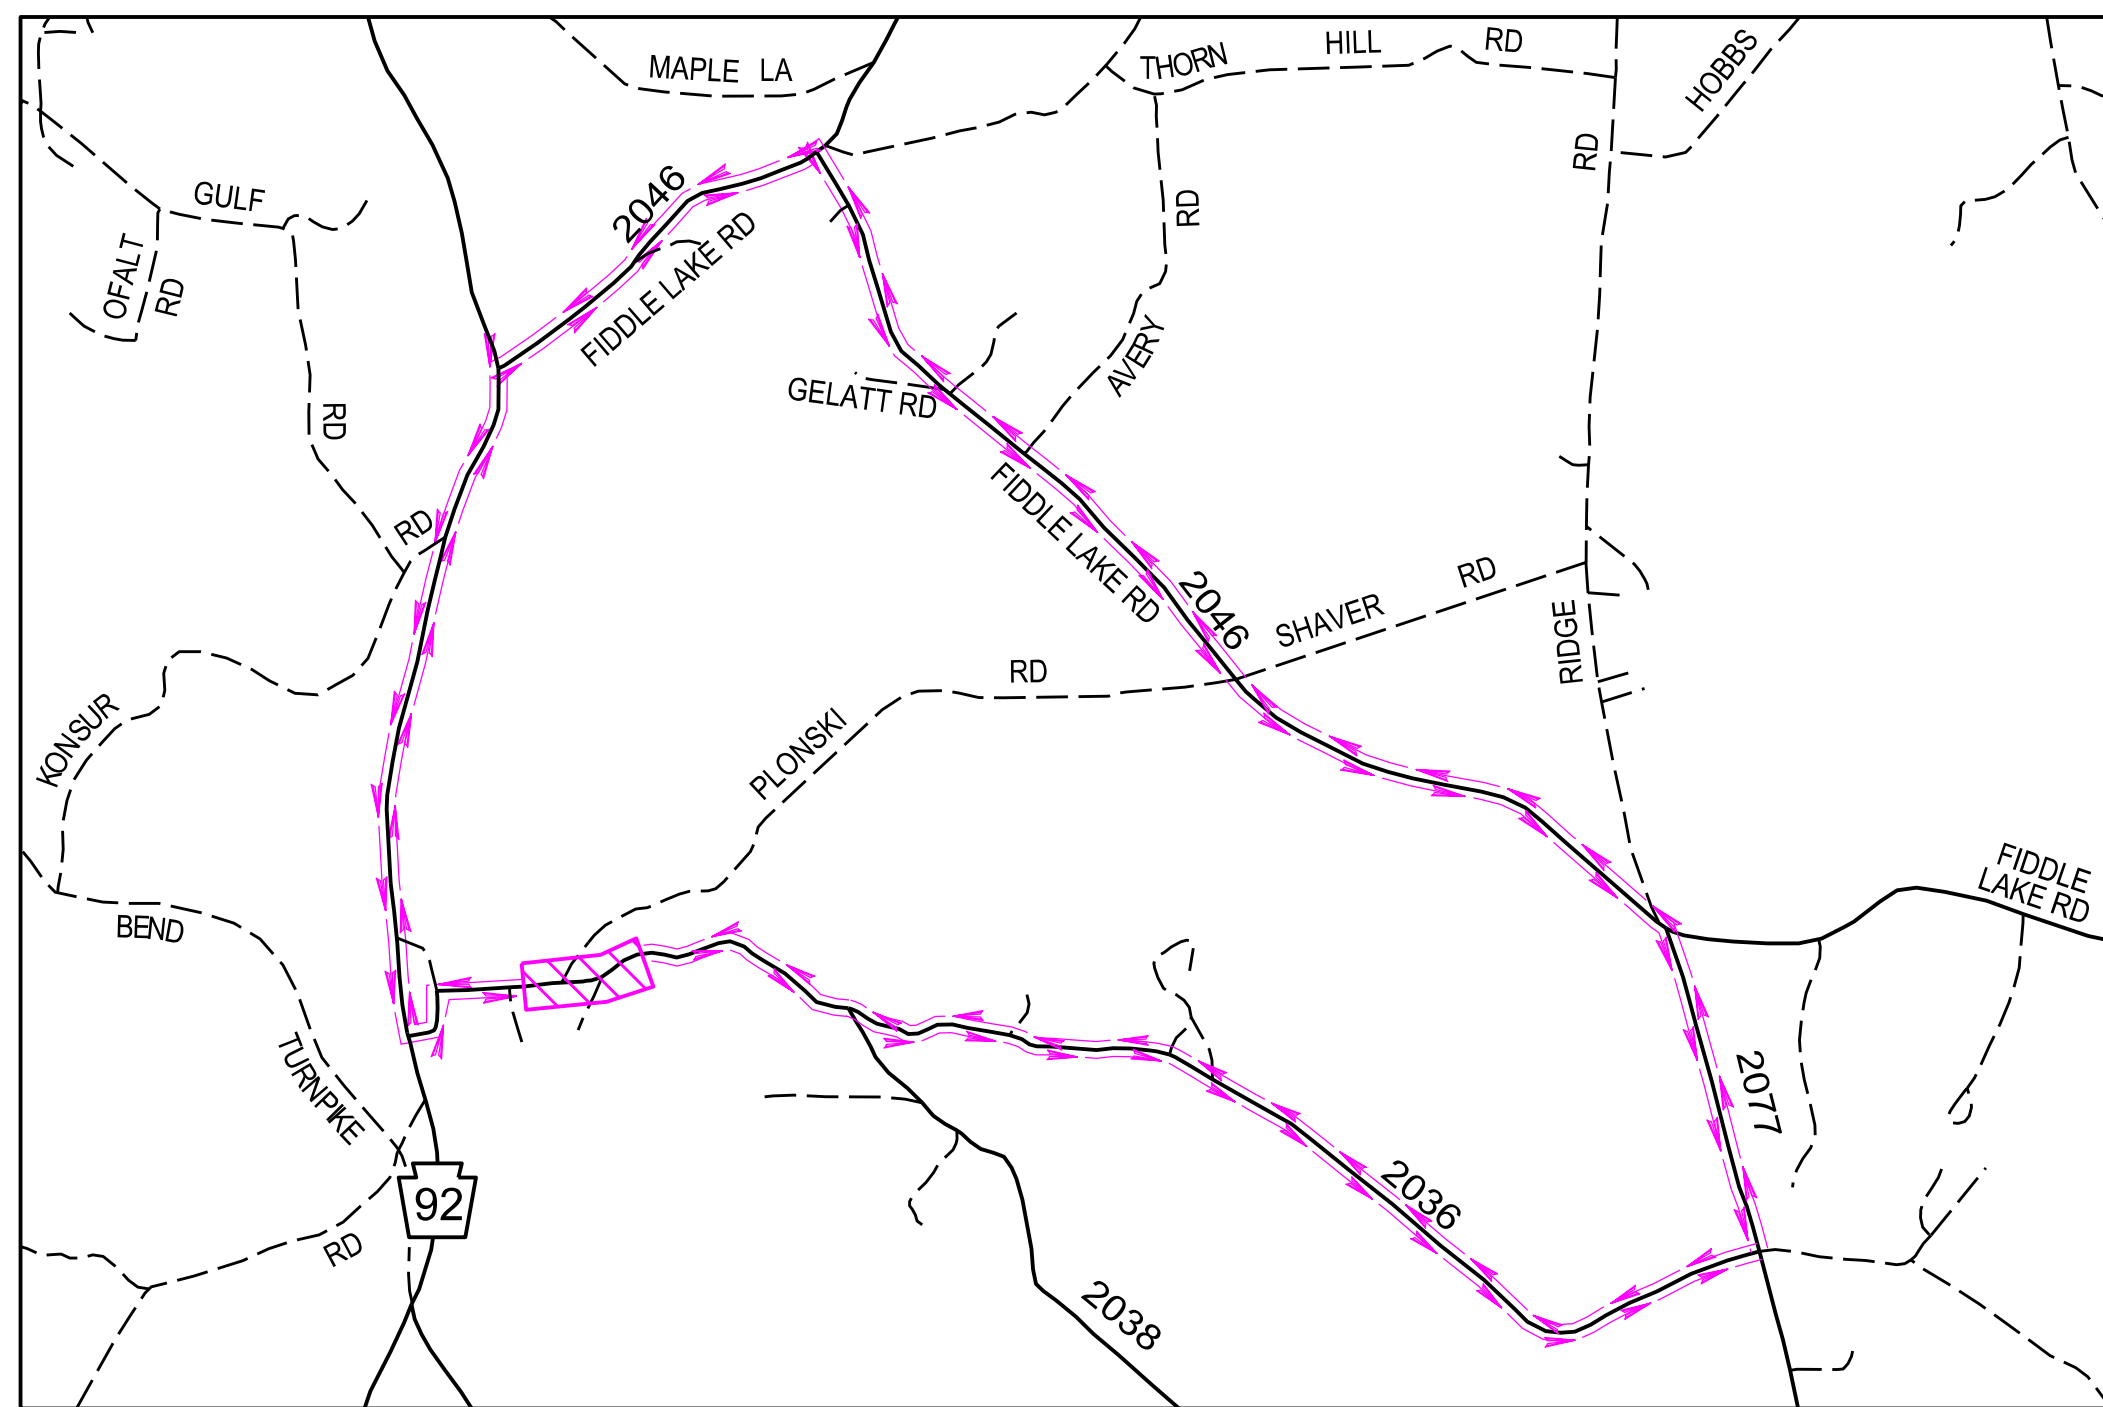 MAPLE LA
THORN
HILL
RD
HOBBS
RD
GULF
2046
FIDDLE LAKE RD
RD
OFALT
RD
AVERY
GELATT RD
RD
RD
FIDDLE LAKE RD
2046
SHAVER
RD
RIDGE
RD
KONSUR
PLONSKI
FIDDLE
LAKE RD
BEND
TURNPIKE
2077
92
2036
RD
2038